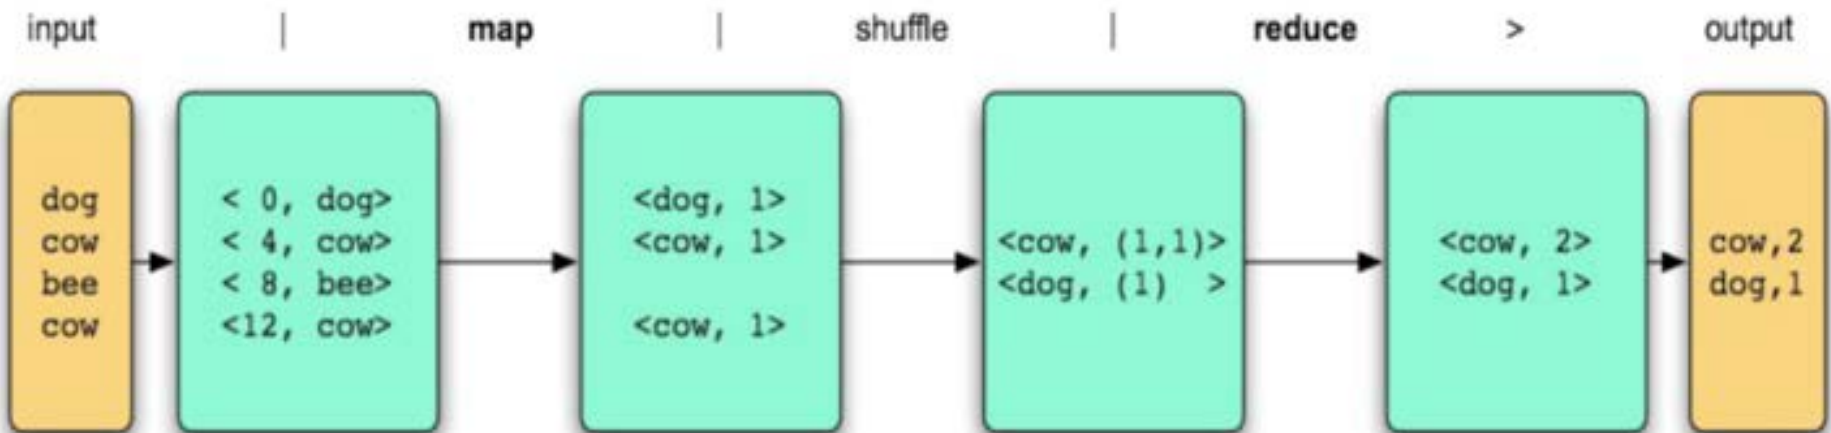 input | map | shuffle | reduce > output
dog
cow
bee
cow
< 0, dog>
< 4, cow>
< 8, bee>
<12, cow>
<dog, 1>
<cow, 1>
<cow, 1>
<cow, (1,1)>
<dog, (1) >
<cow, 2>
<dog, 1>
cow,2
dog,1